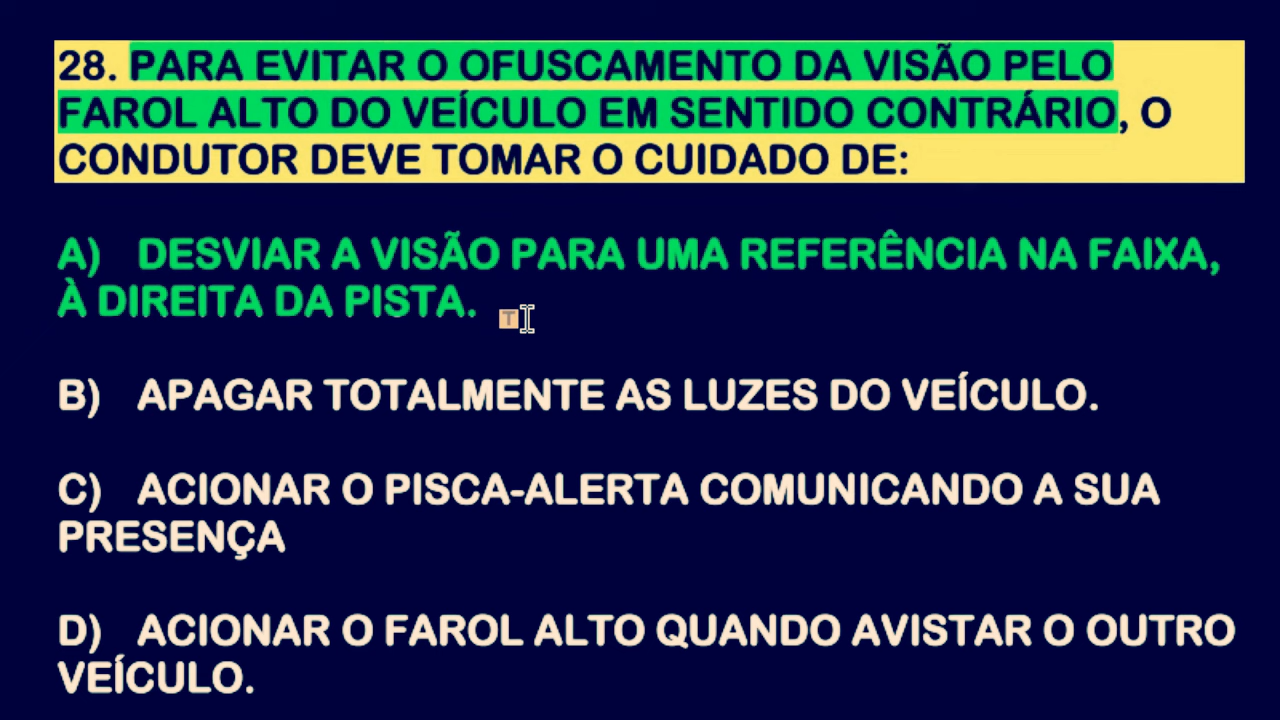 28. PARA EVITAR O OFUSCAMENTO DA VISÃO PELO
FAROL ALTO DO VEÍCULO EM SENTIDO CONTRÁRIO, O
CONDUTOR DEVE TOMAR O CUIDADO DE:
A) DESVIAR A VISÃO PARA UMA REFERÊNCIA NA FAIXA,
À DIREITA DA PISTA.
T
B) APAGAR TOTALMENTE AS LUZES DO VEÍCULO.
C) ACIONAR O PISCA-ALERTA COMUNICANDO A SUA
PRESENÇA
D) ACIONAR O FAROL ALTO QUANDO AVISTAR O OUTRO
VEÍCULO.